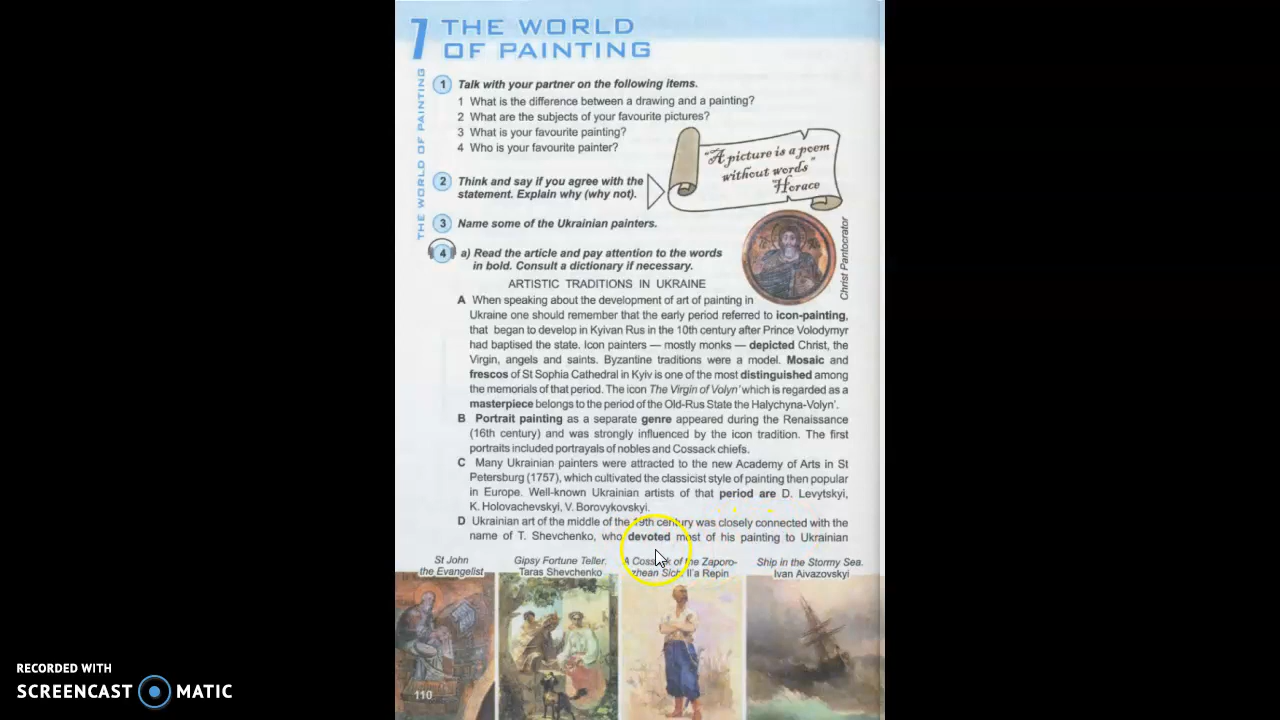 7 THE WORLD
OF PAINTING
THE WORLD OF PAINTING
1 Talk with your partner on the following items.
1 What is the difference between a drawing and a painting?
2 What are the subjects of your favourite pictures?
3 What is your favourite painting?
4 Who is your favourite painter?
"A picture is a poem
without words"
Horace
2 Think and say if you agree with the
statement. Explain why (why not).
3 Name some of the Ukrainian painters.
4 a) Read the article and pay attention to the words
in bold. Consult a dictionary if necessary.
Christ Pantocrator
ARTISTIC TRADITIONS IN UKRAINE
A When speaking about the development of art of painting in
Ukraine one should remember that the early period referred to icon-painting,
that began to develop in Kyivan Rus in the 10th century after Prince Volodymyr
had baptised the state. Icon painters — mostly monks — depicted Christ, the
Virgin, angels and saints. Byzantine traditions were a model. Mosaic and
frescos of St Sophia Cathedral in Kyiv is one of the most distinguished among
the memorials of that period. The icon The Virgin of Volyn' which is regarded as a
masterpiece belongs to the period of the Old-Rus State the Halychyna-Volyn'.
B Portrait painting as a separate genre appeared during the Renaissance
(16th century) and was strongly influenced by the icon tradition. The first
portraits included portrayals of nobles and Cossack chiefs.
C Many Ukrainian painters were attracted to the new Academy of Arts in St
Petersburg (1757), which cultivated the classicist style of painting then popular
in Europe. Well-known Ukrainian artists of that period are D. Levytskyi,
K. Holovachevskyi, V. Borovykovskyi.
D Ukrainian art of the middle of the 19th century was closely connected with the
name of T. Shevchenko, who devoted most of his painting to Ukrainian
St John
the Evangelist
Gipsy Fortune Teller.
Taras Shevchenko
A Cossack of the Zaporo-
zhean Sich. Il'a Repin
Ship in the Stormy Sea.
Ivan Aivazovskyi
110
RECORDED WITH
SCREENCAST MATIC